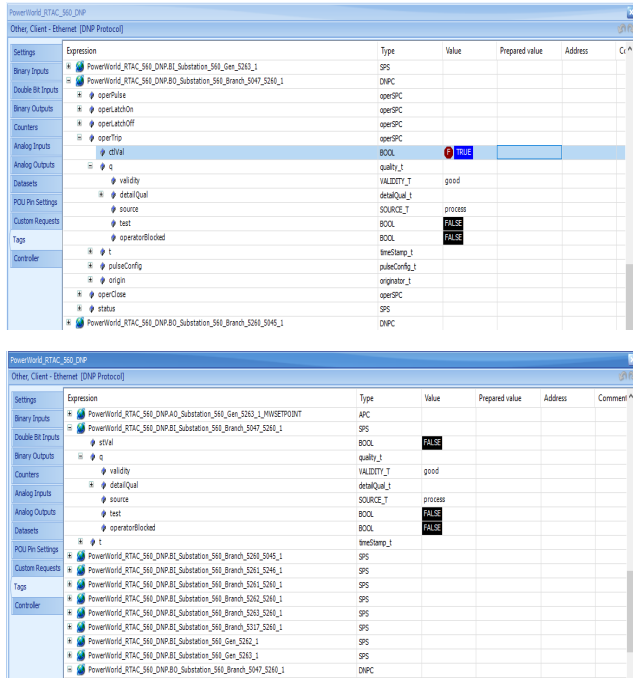 PowerWorld_RTAC_560_DNP
Other, Client - Ethernet [DNP Protocol]
Settings
Binary Inputs
Double Bit Inputs
Binary Outputs
Counters
Analog Inputs
Analog Outputs
Datasets
POU Pin Settings
Custom Requests
Tags
Controller
Expression Type Value Prepared value Address
PowerWorld_RTAC_560_DNP.BI_Substation_560_Gen_5263_1 SPS
PowerWorld_RTAC_560_DNP.BO_Substation_560_Branch_5047_5260_1 DNPC
operPulse operSPC
operLatchOn operSPC
operLatchOff operSPC
operTrip operSPC
ctlVal BOOL F TRUE
q quality_t
validity VALIDITY_T good
detailQual detailQual_t
source SOURCE_T process
test BOOL FALSE
operatorBlocked BOOL FALSE
t timeStamp_t
pulseConfig pulseConfig_t
origin originator_t
operClose operSPC
status SPS
PowerWorld_RTAC_560_DNP.BO_Substation_560_Branch_5260_5045_1 DNPC
PowerWorld_RTAC_560_DNP
Other, Client - Ethernet [DNP Protocol]
Settings
Binary Inputs
Double Bit Inputs
Binary Outputs
Counters
Analog Inputs
Analog Outputs
Datasets
POU Pin Settings
Custom Requests
Tags
Controller
Expression Type Value Prepared value Address Comment
PowerWorld_RTAC_560_DNP.AO_Substation_560_Gen_5263_1_MWSETPOINT APC
PowerWorld_RTAC_560_DNP.BI_Substation_560_Branch_5047_5260_1 SPS
stVal BOOL FALSE
q quality_t
validity VALIDITY_T good
detailQual detailQual_t
source SOURCE_T process
test BOOL FALSE
operatorBlocked BOOL FALSE
t timeStamp_t
PowerWorld_RTAC_560_DNP.BI_Substation_560_Branch_5260_5045_1 SPS
PowerWorld_RTAC_560_DNP.BI_Substation_560_Branch_5261_5246_1 SPS
PowerWorld_RTAC_560_DNP.BI_Substation_560_Branch_5261_5260_1 SPS
PowerWorld_RTAC_560_DNP.BI_Substation_560_Branch_5262_5260_1 SPS
PowerWorld_RTAC_560_DNP.BI_Substation_560_Branch_5263_5260_1 SPS
PowerWorld_RTAC_560_DNP.BI_Substation_560_Branch_5317_5260_1 SPS
PowerWorld_RTAC_560_DNP.BI_Substation_560_Gen_5262_1 SPS
PowerWorld_RTAC_560_DNP.BI_Substation_560_Gen_5263_1 SPS
PowerWorld_RTAC_560_DNP.BO_Substation_560_Branch_5047_5260_1 DNPC